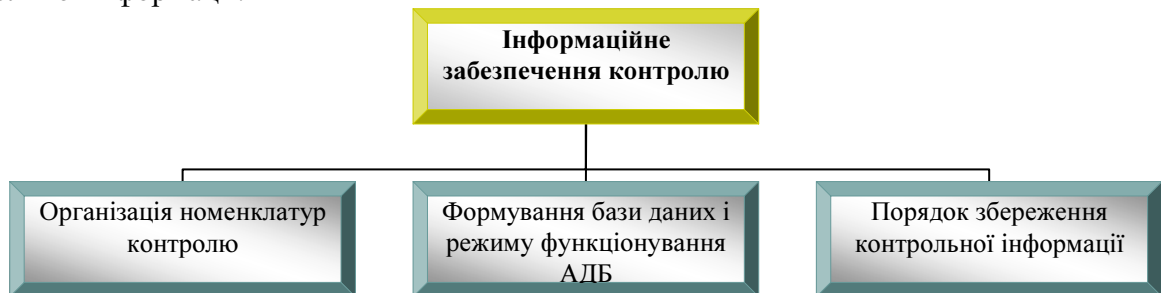 Інформаційне
забезпечення контролю
Організація номенклатур
контролю
Формування бази даних і
режиму функціонування
АДБ
Порядок збереження
контрольної інформації